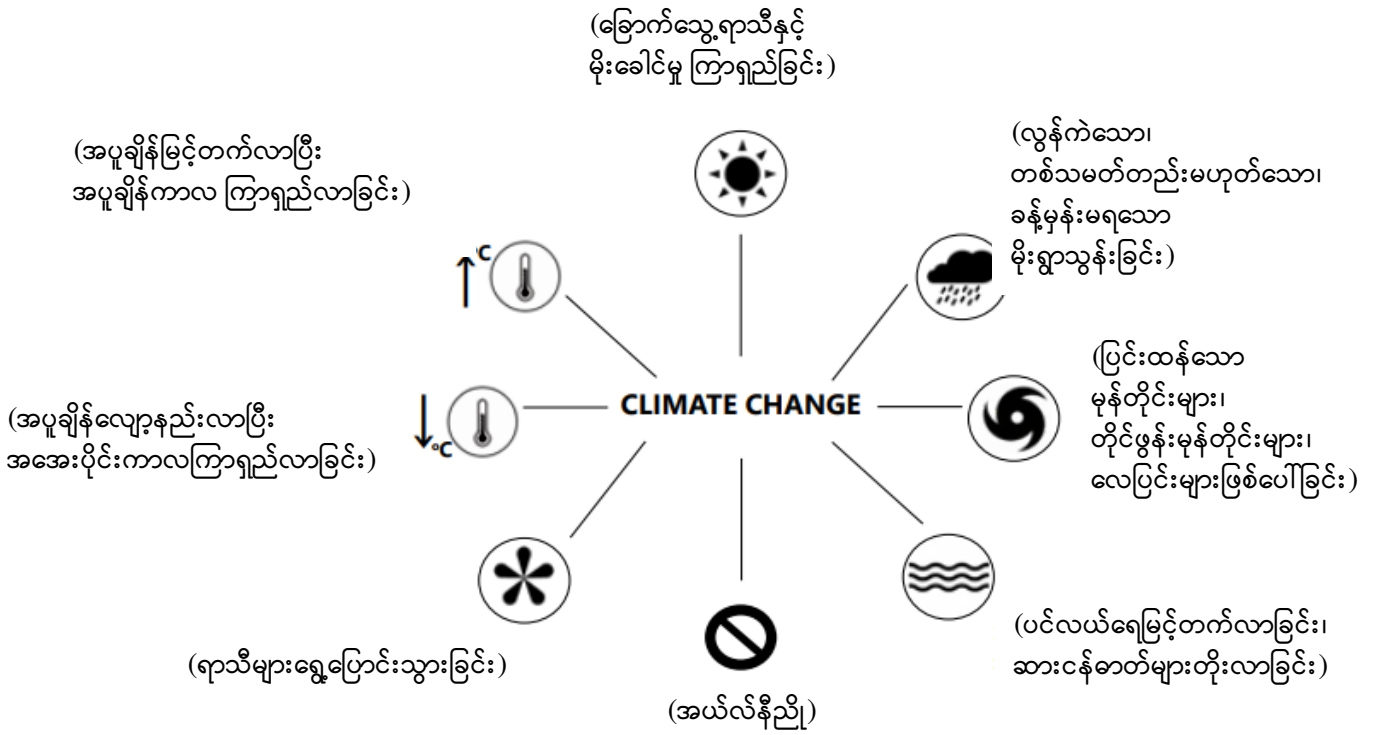 (ခြောက်သွေ့ရာသီနှင့်
မိုးခေါင်မှု ကြာရှည်ခြင်း)
(အပူချိန်မြင့်တက်လာပြီး
အပူချိန်ကာလ ကြာရှည်လာခြင်း)
(လွန်ကဲသော၊
တစ်သမတ်တည်းမဟုတ်သော၊
ခန့်မှန်းမရသော
မိုးရွာသွန်းခြင်း)
°C
(ပြင်းထန်သော
မုန်တိုင်းများ၊
တိုင်ဖွန်းမုန်တိုင်းများ၊
လေပြင်းများဖြစ်ပေါ်ခြင်း)
CLIMATE CHANGE
(အပူချိန်လျော့နည်းလာပြီး
အအေးပိုင်းကာလကြာရှည်လာခြင်း)
°C
(ပင်လယ်ရေမြင့်တက်လာခြင်း၊
ဆားငန်ဓာတ်များတိုးလာခြင်း)
(ရာသီများရွေ့ပြောင်းသွားခြင်း)
(အယ်လ်နီညို)